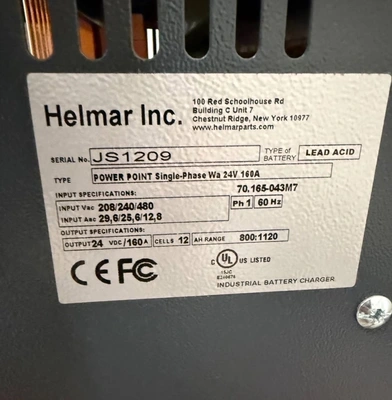 Helmar Inc.
100 Red Schoolhouse Rd
Building C Unit 7
Chestnut Ridge, New York 10977
www.helmarparts.com
SERIAL No. JS1209 TYPE of BATTERY LEAD ACID
TYPE POWER POINT Single-Phase Wa 24V 160A
INPUT SPECIFICATIONS: 70.165-043M7
INPUT Vac 208/240/480 Ph 1 60 Hz
INPUT Aac 29,6/25,6/12,8
OUTPUT SPECIFICATIONS:
OUTPUT 24 VDC/160A CELLS 12 AH RANGE 800:1120
CE FC c UL US LISTED
INDUSTRIAL BATTERY CHARGER